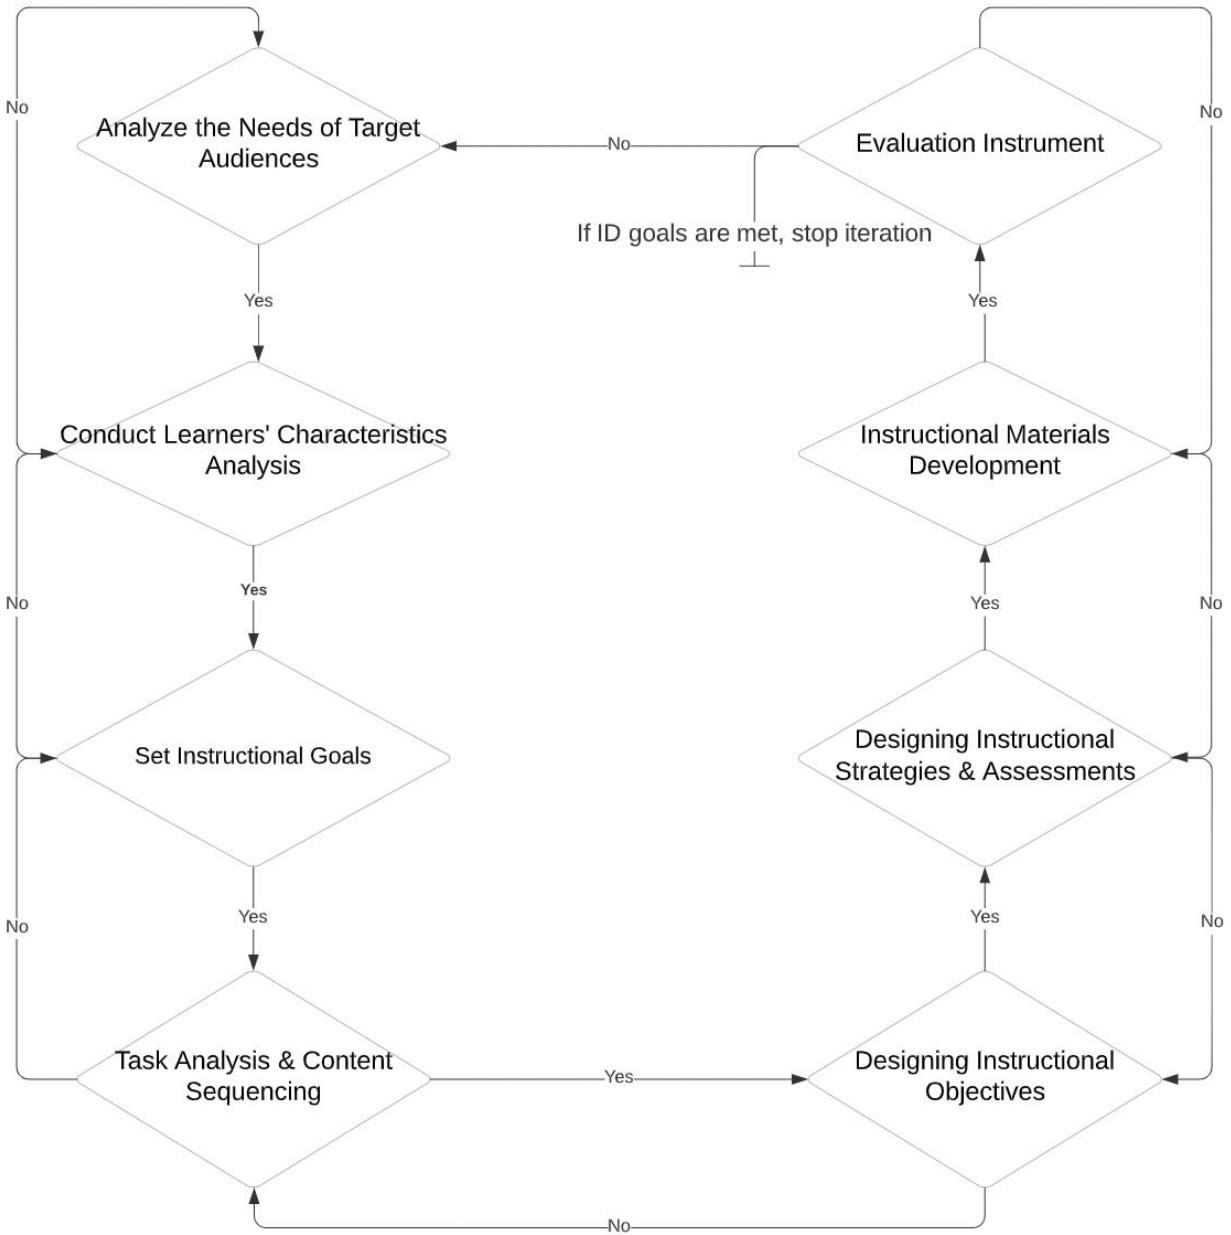 No
Analyze the Needs of Target
Audiences
No
Evaluation Instrument
No
If ID goals are met, stop iteration
Yes
Yes
Conduct Learners' Characteristics
Analysis
Instructional Materials
Development
Yes
No
Yes
No
Set Instructional Goals
Designing Instructional
Strategies & Assessments
No
Yes
Yes
No
Task Analysis & Content
Sequencing
Yes
Designing Instructional
Objectives
No